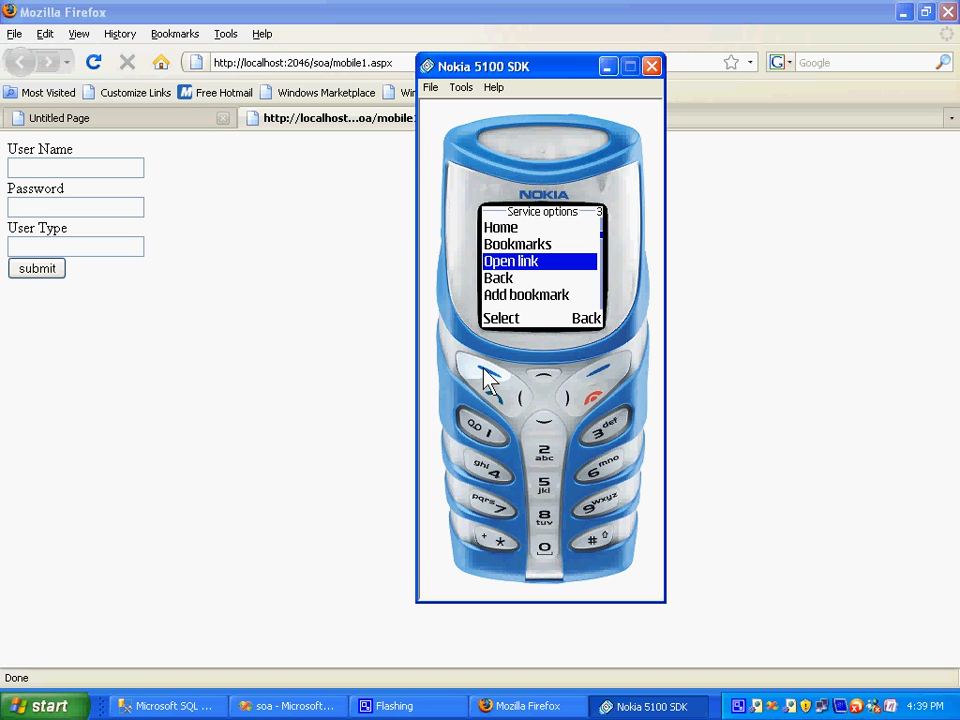 Mozilla Firefox
File Edit View History Bookmarks Tools Help
http://localhost:2046/soa/mobile1.aspx
G Google
Most Visited Customize Links Free Hotmail Windows Marketplace
Untitled Page
http://localhost...oa/mobile
User Name
Password
User Type
submit
Nokia 5100 SDK
File Tools Help
NOKIA
Service options 3
Home
Bookmarks
Open link
Back
Add bookmark
Select Back
1
2 abc
3 def
ghi 4
5 jkl
6 mno
pqrs 7
8 tuv
9 wxyz
+ *
0
#
Done
start
Microsoft SQL ...
soa - Microsoft...
Flashing
Mozilla Firefox
Nokia 5100 SDK
4:39 PM